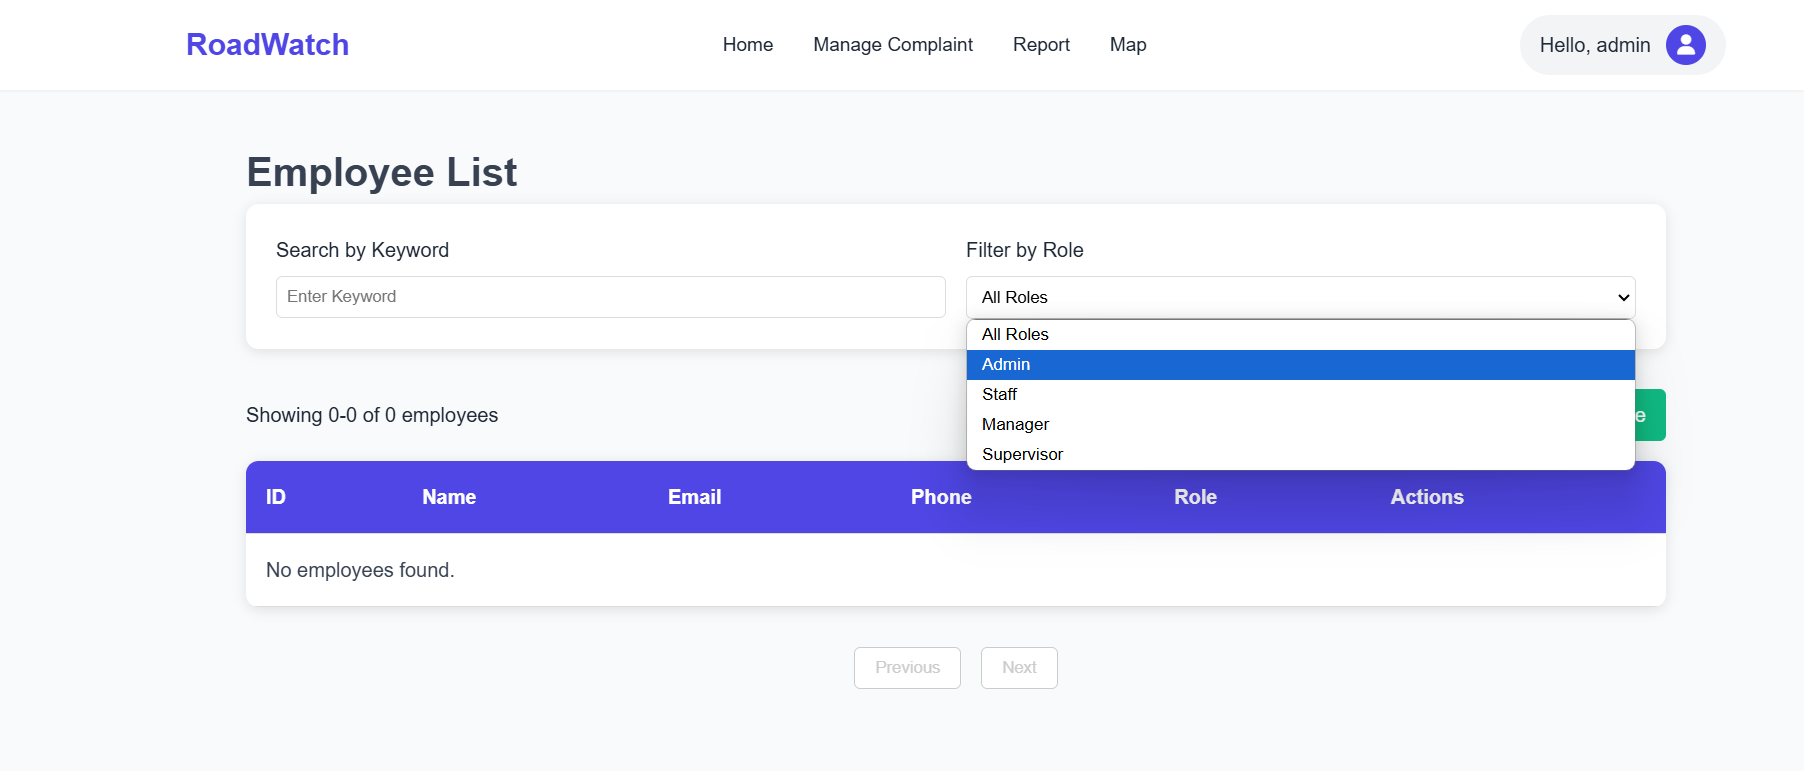 RoadWatch
Home Manage Complaint Report Map
Hello, admin
Employee List
Search by Keyword
Enter Keyword
Filter by Role
All Roles
All Roles
Admin
Staff
Manager
Supervisor
Showing 0-0 of 0 employees
ID Name Email Phone Role Actions
No employees found.
Previous Next